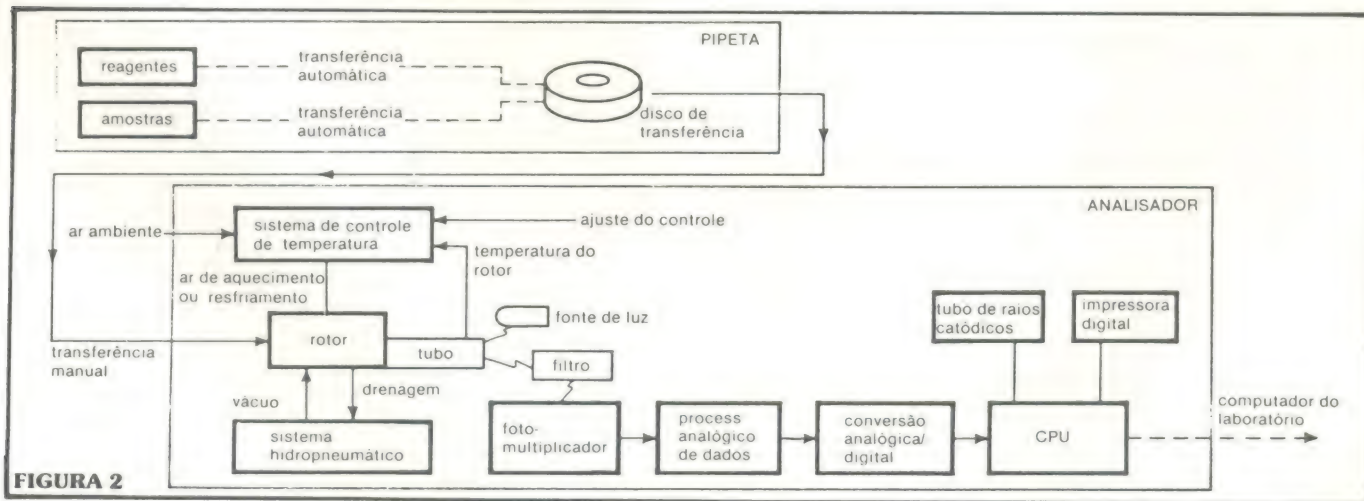 PIPETA
reagentes
transferência
automática
amostras
transferência
automática
disco de
transferência
ANALISADOR
ar ambiente
sistema de controle
de temperatura
ajuste do controle
temperatura do
rotor
ar de aquecimento
ou resfriamento
fonte de luz
tubo de raios
catódicos
impressora
digital
rotor
tubo
filtro
transferência
manual
vácuo
drenagem
sistema
hidropneumático
foto-
multiplicador
process
analógico
de dados
conversão
analógica/
digital
CPU
computador do
laboratório
FIGURA 2